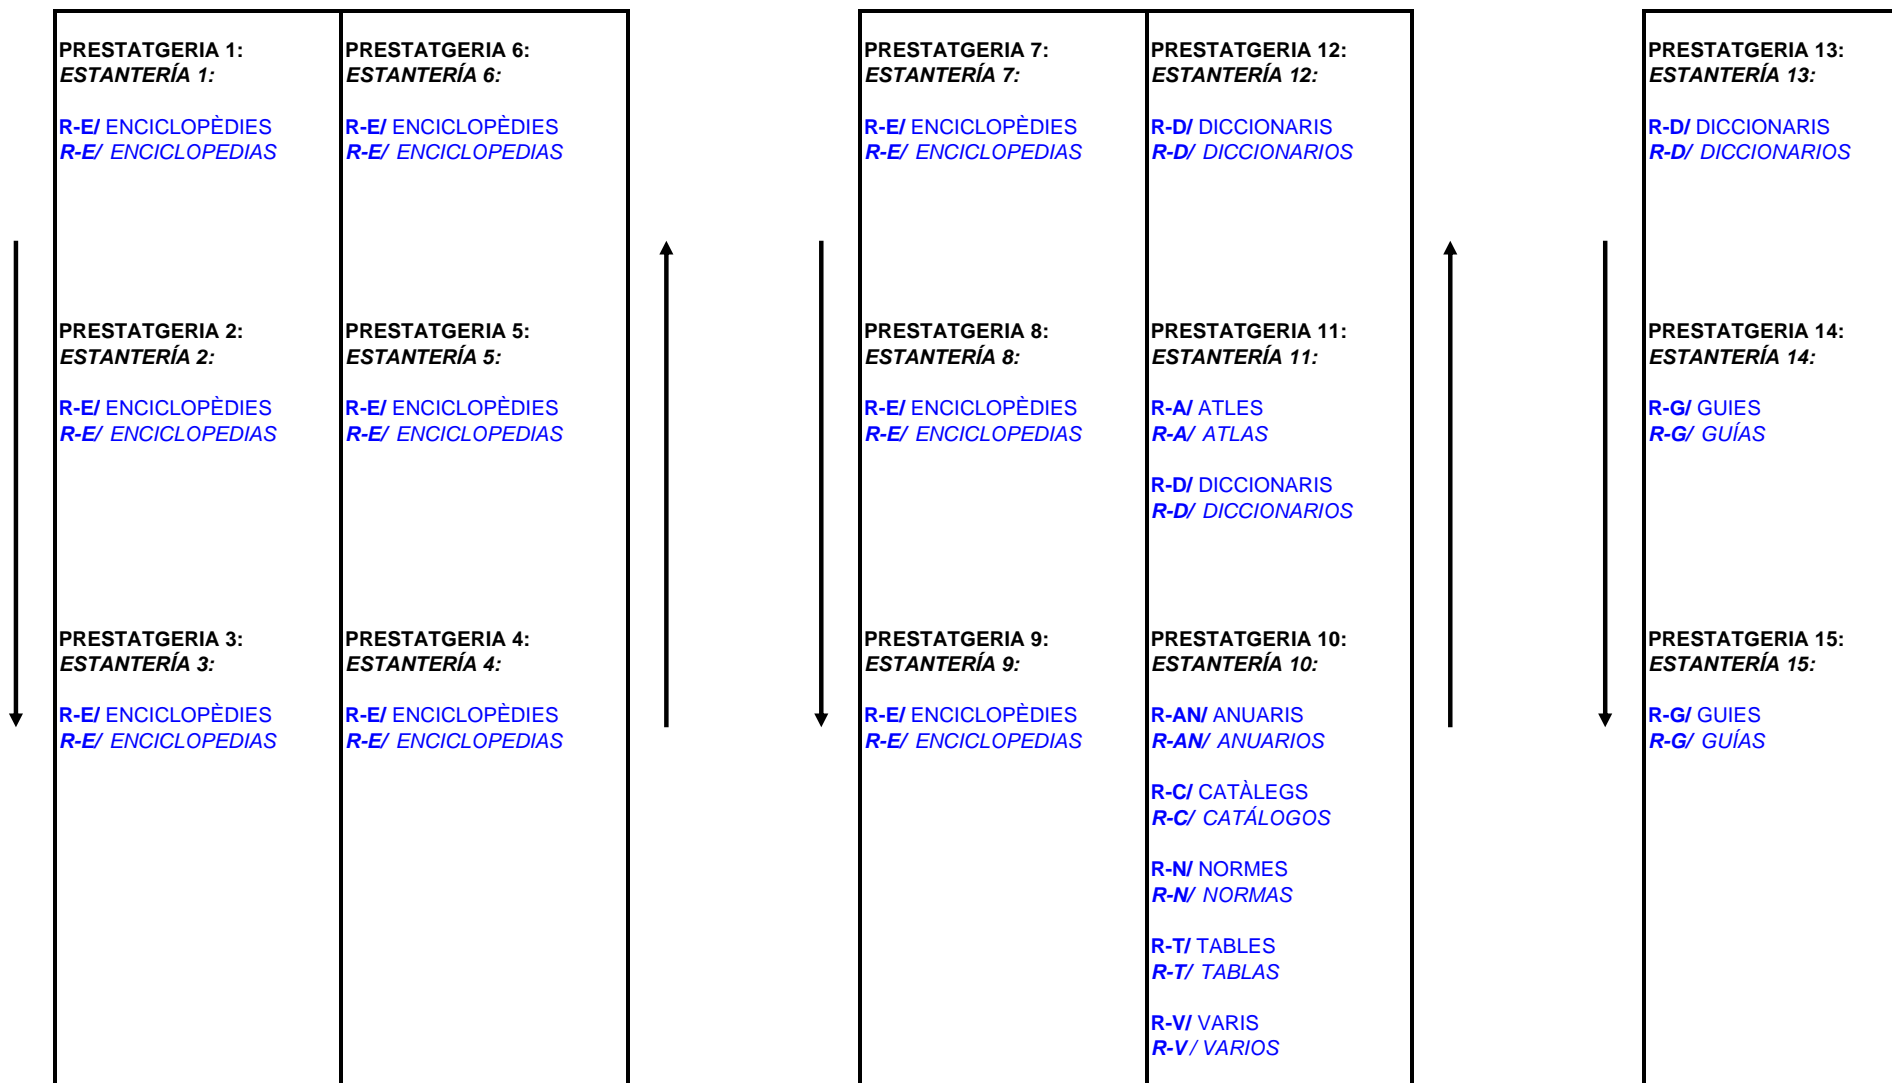 PRESTATGERIA 1:
ESTANTERÍA 1:
R-E/ ENCICLOPÈDIES
R-E/ ENCICLOPEDIAS
PRESTATGERIA 2:
ESTANTERÍA 2:
R-E/ ENCICLOPÈDIES
R-E/ ENCICLOPEDIAS
PRESTATGERIA 3:
ESTANTERÍA 3:
R-E/ ENCICLOPÈDIES
R-E/ ENCICLOPEDIAS
PRESTATGERIA 6:
ESTANTERÍA 6:
R-E/ ENCICLOPÈDIES
R-E/ ENCICLOPEDIAS
PRESTATGERIA 5:
ESTANTERÍA 5:
R-E/ ENCICLOPÈDIES
R-E/ ENCICLOPEDIAS
PRESTATGERIA 4:
ESTANTERÍA 4:
R-E/ ENCICLOPÈDIES
R-E/ ENCICLOPEDIAS
PRESTATGERIA 7:
ESTANTERÍA 7:
R-E/ ENCICLOPÈDIES
R-E/ ENCICLOPEDIAS
PRESTATGERIA 8:
ESTANTERÍA 8:
R-E/ ENCICLOPÈDIES
R-E/ ENCICLOPEDIAS
PRESTATGERIA 9:
ESTANTERÍA 9:
R-E/ ENCICLOPÈDIES
R-E/ ENCICLOPEDIAS
PRESTATGERIA 12:
ESTANTERÍA 12:
R-D/ DICCIONARIS
R-D/ DICCIONARIOS
PRESTATGERIA 11:
ESTANTERÍA 11:
R-A/ ATLES
R-A/ ATLAS
R-D/ DICCIONARIS
R-D/ DICCIONARIOS
PRESTATGERIA 10:
ESTANTERÍA 10:
R-AN/ ANUARIS
R-AN/ ANUARIOS
R-C/ CATÀLEGS
R-C/ CATÁLOGOS
R-N/ NORMES
R-N/ NORMAS
R-T/ TABLES
R-T/ TABLAS
R-V/ VARIS
R-V/ VARIOS
PRESTATGERIA 13:
ESTANTERÍA 13:
R-D/ DICCIONARIS
R-D/ DICCIONARIOS
PRESTATGERIA 14:
ESTANTERÍA 14:
R-G/ GUIES
R-G/ GUÍAS
PRESTATGERIA 15:
ESTANTERÍA 15:
R-G/ GUIES
R-G/ GUÍAS